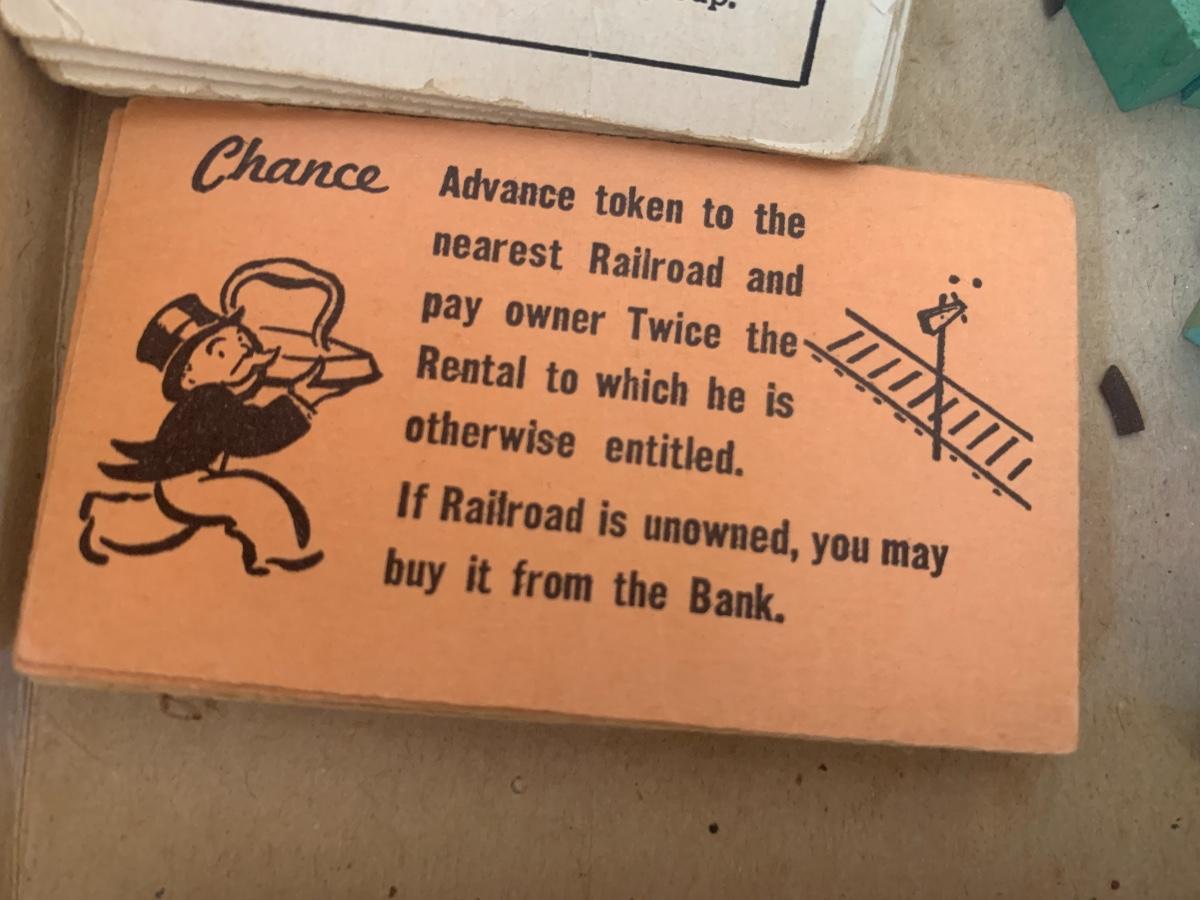 Chance
Advance token to the
nearest Railroad and
pay owner Twice the
Rental to which he is
otherwise entitled.
If Railroad is unowned, you may
buy it from the Bank.